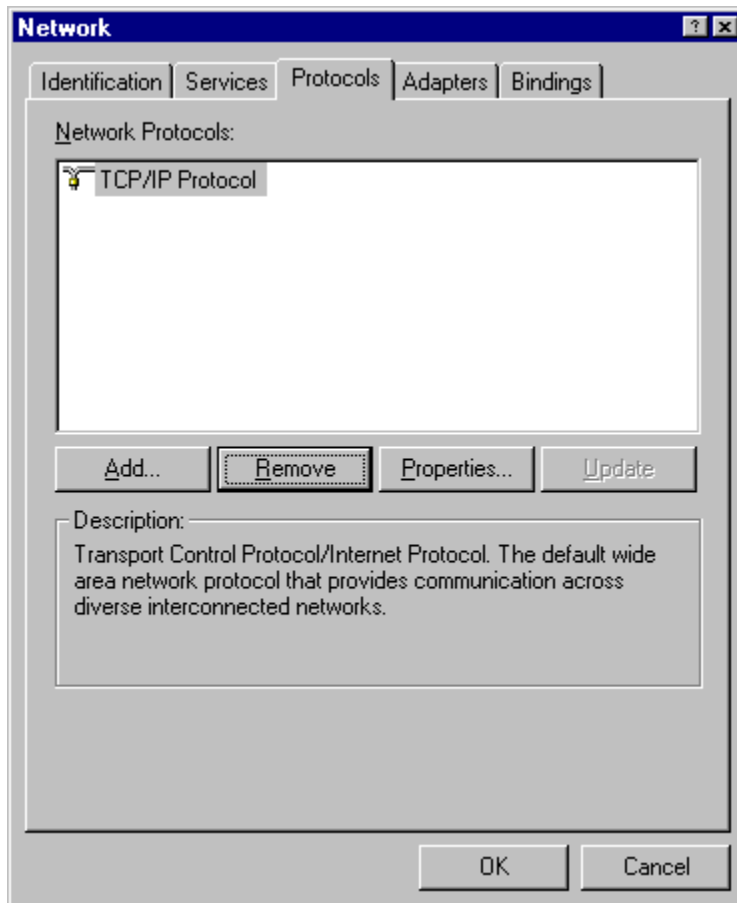 Network
Identification Services Protocols Adapters Bindings
Network Protocols:
TCP/IP Protocol
Add... Remove Properties... Update
Description:
Transport Control Protocol/Internet Protocol. The default wide
area network protocol that provides communication across
diverse interconnected networks.
OK Cancel